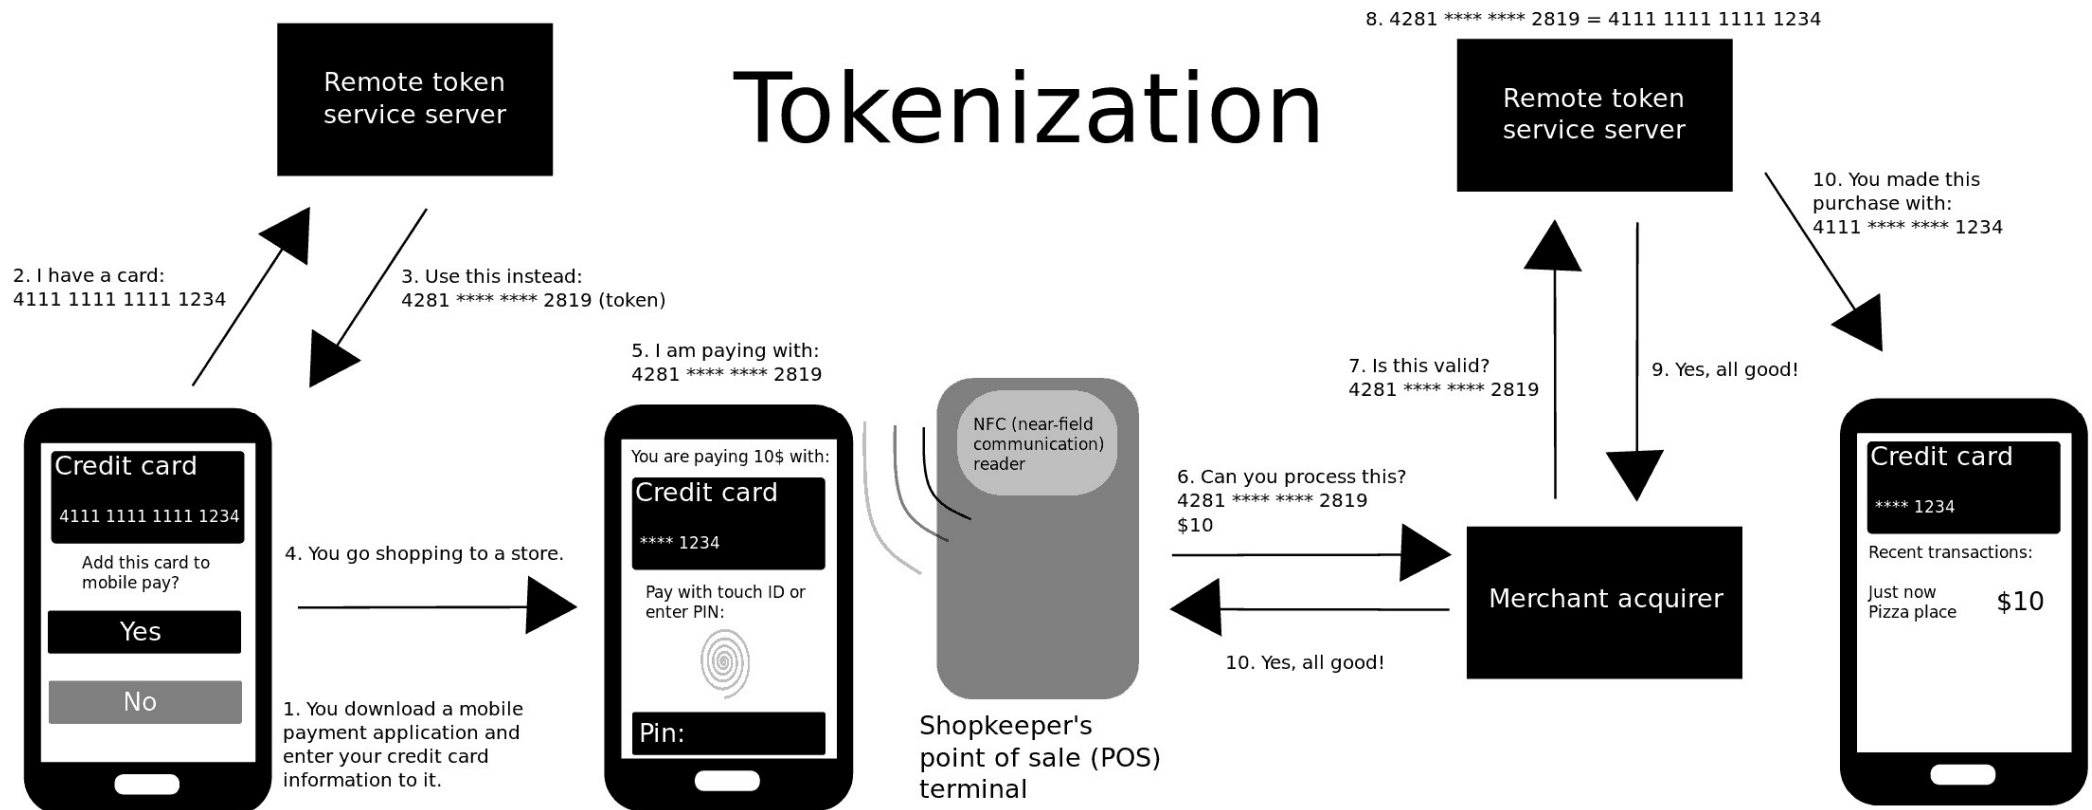 Tokenization
Remote token
service server
2. I have a card:
4111 1111 1111 1234
3. Use this instead:
4281 **** **** 2819 (token)
Credit card
4111 1111 1111 1234
Add this card to
mobile pay?
Yes
No
1. You download a mobile
payment application and
enter your credit card
information to it.
4. You go shopping to a store.
5. I am paying with:
4281 **** **** 2819
You are paying 10$ with:
Credit card
**** 1234
Pay with touch ID or
enter PIN:
Pin:
NFC (near-field
communication)
reader
Shopkeeper's
point of sale (POS)
terminal
6. Can you process this?
4281 **** **** 2819
$10
10. Yes, all good!
Merchant acquirer
7. Is this valid?
4281 **** **** 2819
8. 4281 **** **** 2819 = 4111 1111 1111 1234
Remote token
service server
9. Yes, all good!
10. You made this
purchase with:
4111 **** **** 1234
Credit card
**** 1234
Recent transactions:
Just now
Pizza place
$10